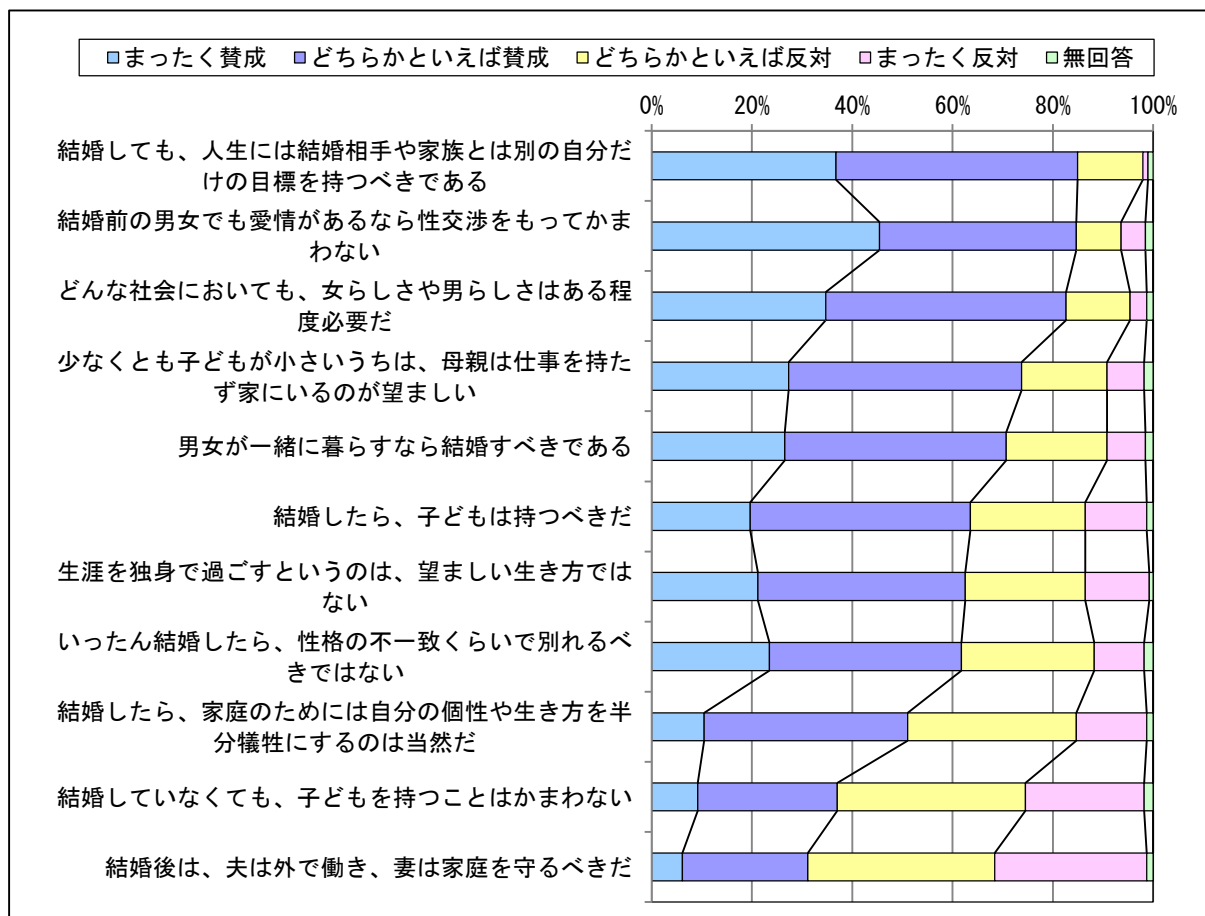 まったく賛成 どちらかといえば賛成 どちらかといえば反対 まったく反対 無回答
0% 20% 40% 60% 80% 100%
結婚しても、人生には結婚相手や家族とは別の自分だ
けの目標を持つべきである
結婚前の男女でも愛情があるなら性交渉をもってかま
わない
どんな社会においても、女らしさや男らしさはある程
度必要だ
少なくとも子どもが小さいうちは、母親は仕事を持た
ず家にいるのが望ましい
男女が一緒に暮らすなら結婚すべきである
結婚したら、子どもは持つべきだ
生涯を独身で過ごすというのは、望ましい生き方では
ない
いったん結婚したら、性格の不一致くらいで別れるべ
きではない
結婚したら、家庭のためには自分の個性や生き方を半
分犠牲にするのは当然だ
結婚していなくても、子どもを持つことはかまわない
結婚後は、夫は外で働き、妻は家庭を守るべきだ